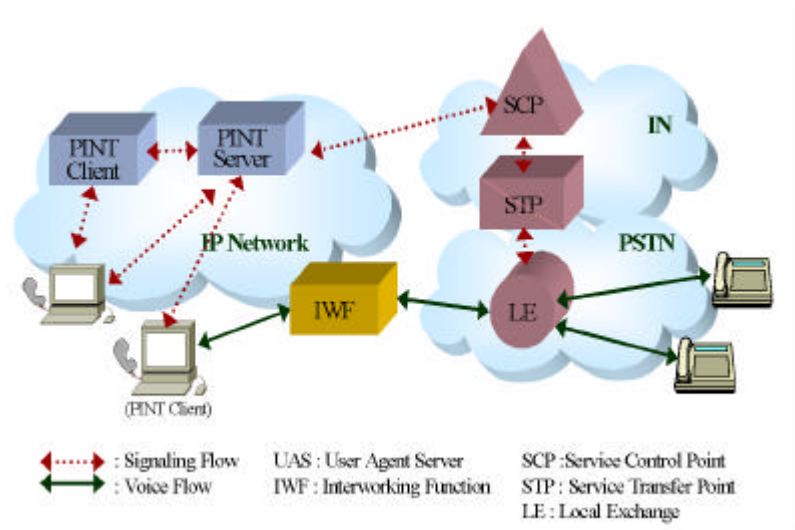 SCP
IN
PINT
Client
PINT
Server
STP
IP Network
PSTN
IWF
LE
(PINT Client)
: Signaling Flow
UAS : User Agent Server
SCP :Service Control Point
: Voice Flow
IWF : Interworking Function
STP : Service Transfer Point
LE : Local Exchange